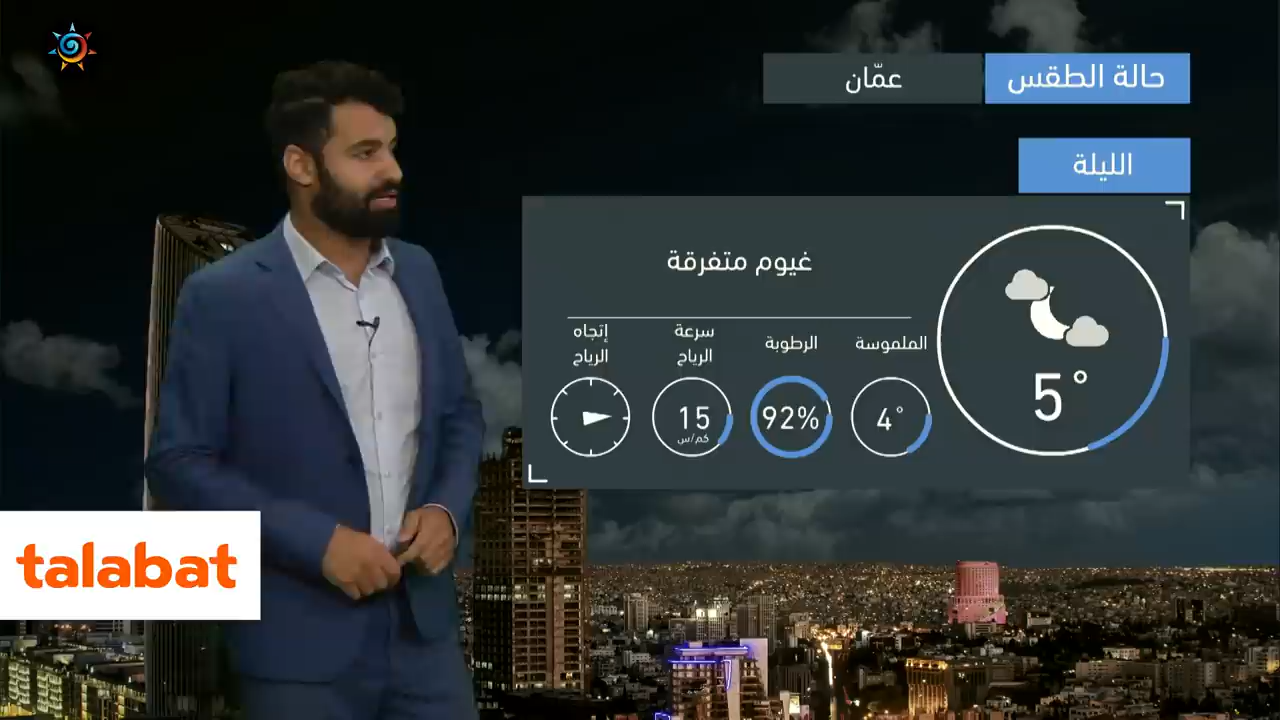 حالة الطقس
عمّان
الليلة
غيوم متفرقة
5°
الملموسة
4°
الرطوبة
92%
سرعة
الرياح
15
كم/س
إتجاه
الرياح
talabat